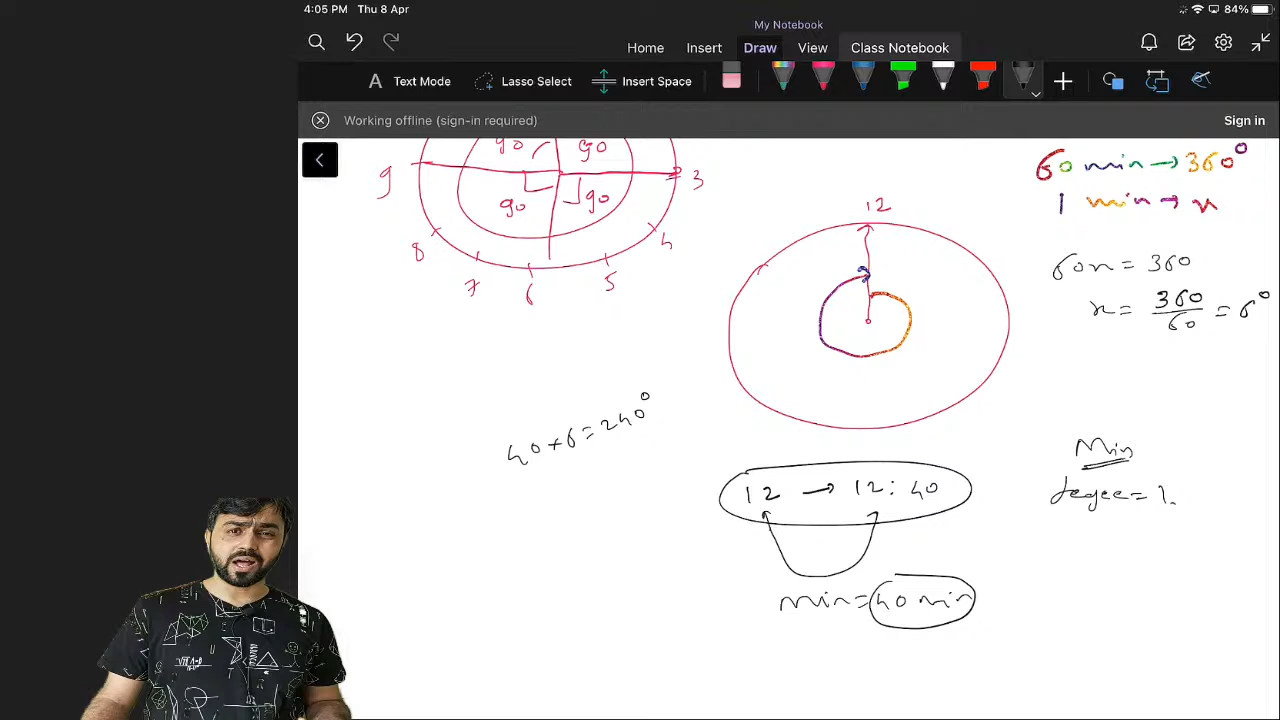 4:05 PM Thu 8 Apr
84%
My Notebook
Home Insert Draw View Class Notebook
A Text Mode Lasso Select Insert Space
Working offline (sign-in required) Sign in
90 90
9 3
90 90
8 4
7 5
6
12
60 min → 360°
1 min → x
60x = 360
x = 360/60 = 6°
40 × 6 = 240°
12 → 12:40
min = 40 min
Min
degree = ?